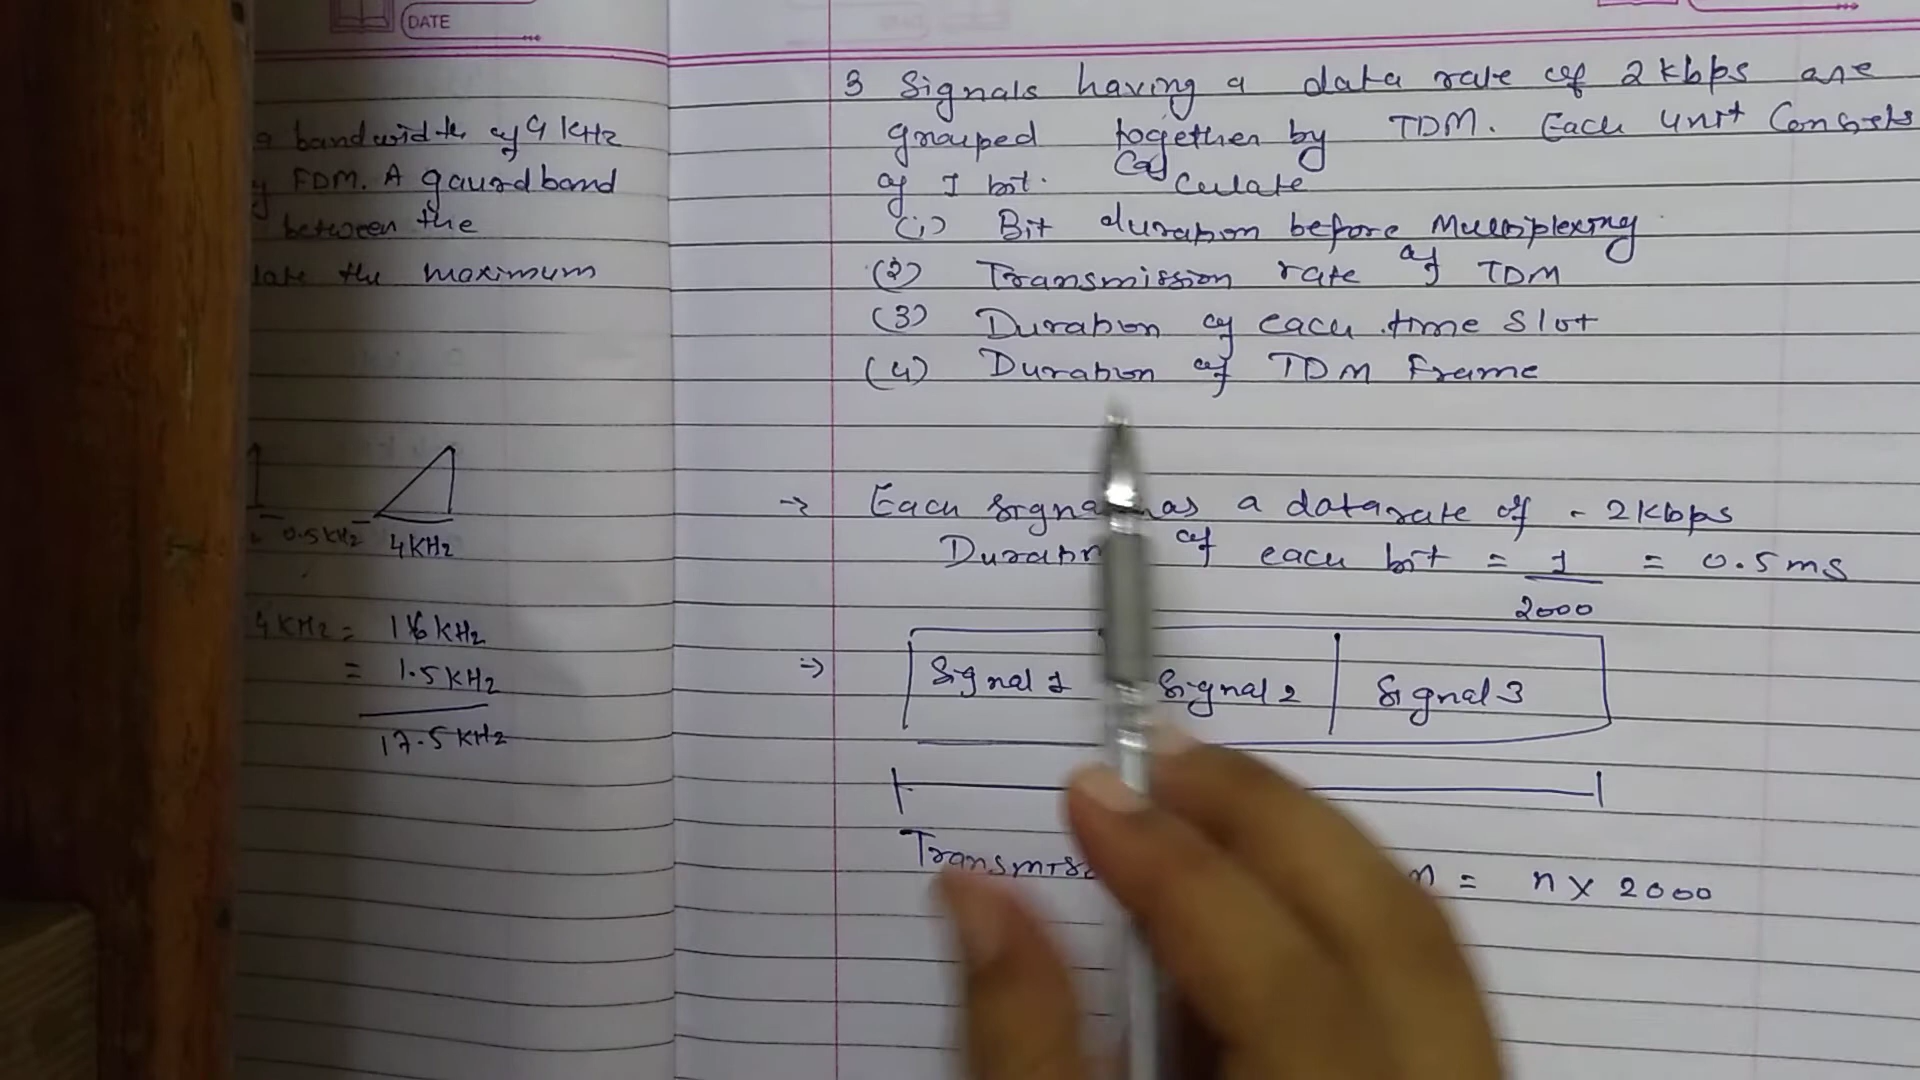 DATE
a bandwidth of 4 KHz
FDM. A gaurdband
between the
late the maximum
0.5 KHz 4KHz
4 KHz = 16 KHz
= 1.5 KHz
17.5 KHz
3 Signals having a data rate of 2 kbps are
grouped together by TDM. Each unit Consists
of 1 bit. Calculate
(1) Bit duration before Multiplexing
(2) Transmission rate of TDM
(3) Duration of each time slot
(4) Duration of TDM Frame
→ Each signal has a datarate of - 2kbps
Duration of each bit = 1 = 0.5ms
2000
⇒ Signal 1 Signal 2 Signal 3
= n x 2000